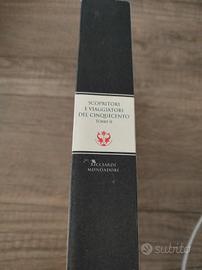 SCOPRITORI
E VIAGGIATORI
DEL CINQUECENTO
TOMO II
RICCIARDI
MONDADORI
subito